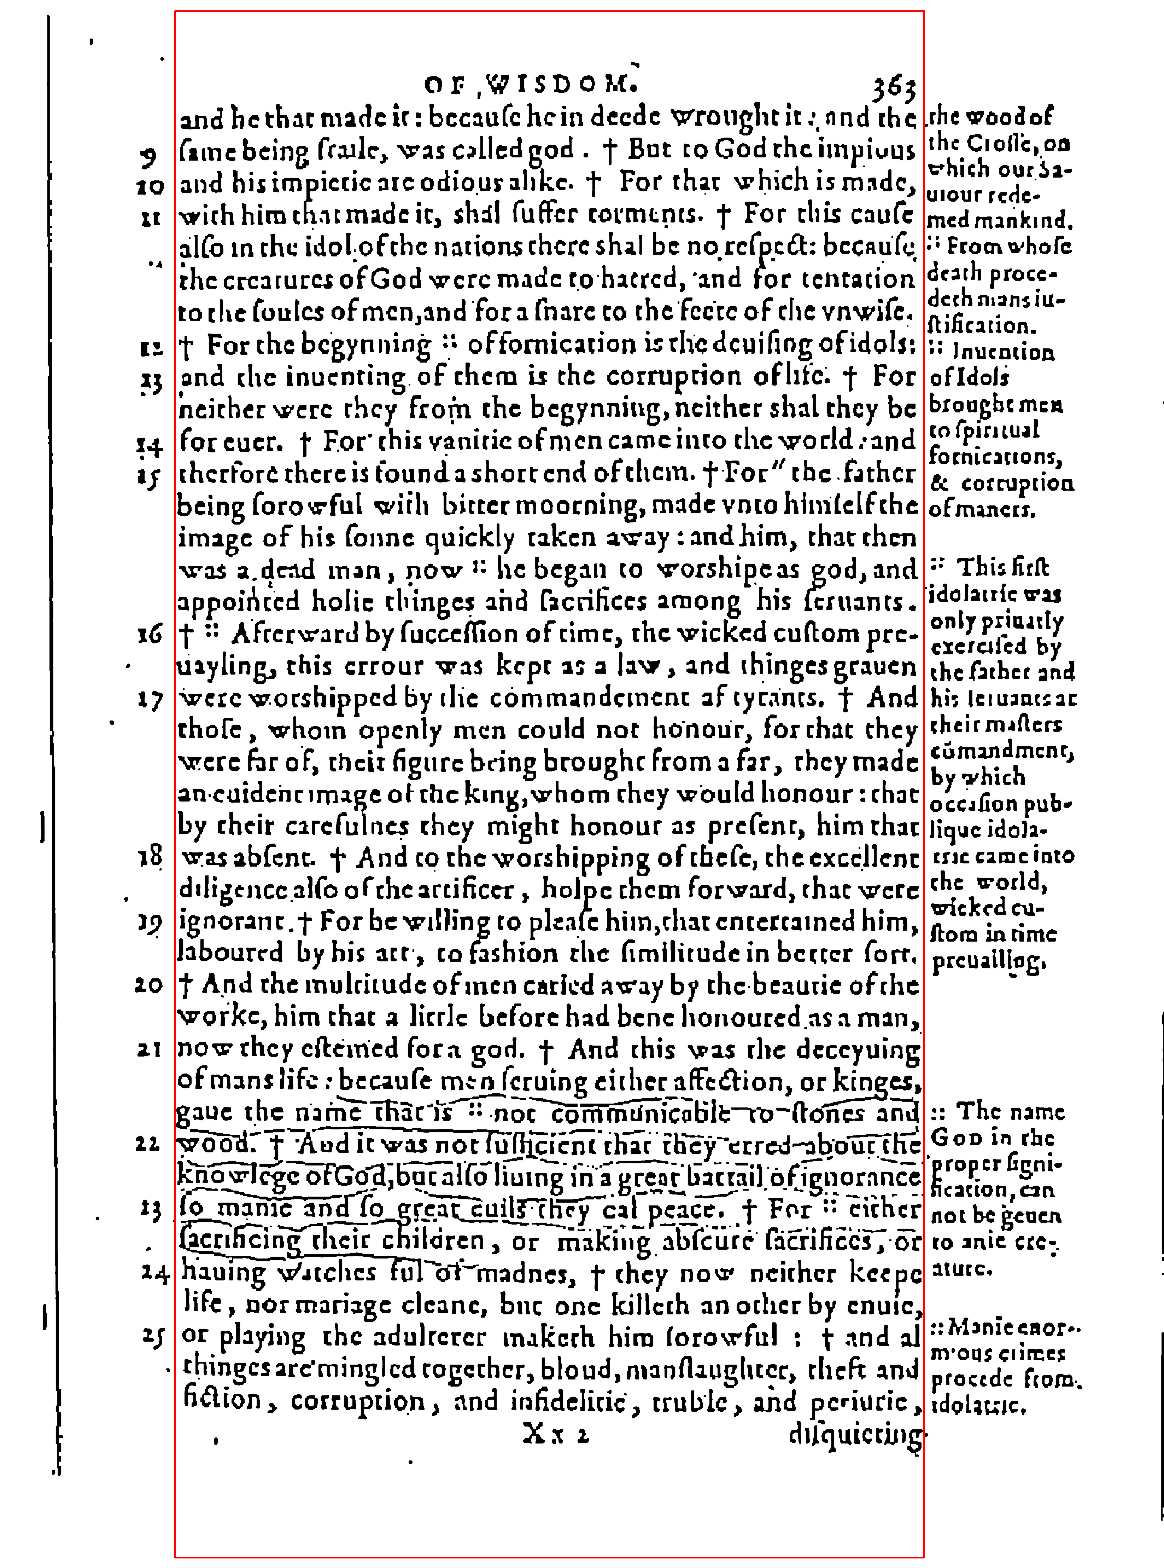 OF WISDOM. 363
and he that made it: becauſe he in deede wrought it: and the
ſame being fraile, was called god. † But to God the impious
and his impietie are odious alike. † For that which is made,
with him that made it, shal ſuffer torments. † For this cauſe
alſo in the idol of the nations there shal be no reſpect: becauſe
the creatures of God were made to hatred, and for tentation
to the ſoules of men, and for a ſnare to the feete of the vnwiſe.
† For the begynning :: of fornication is the deuiſing of idols:
and the inuenting of them is the corruption of life. † For
neither were they from the begynning, neither shal they be
for euer. † For this vanitie of men came into the world: and
therfore there is found a short end of them. † For " the father
being ſorowful with bitter moorning, made vnto himſelf the
image of his ſonne quickly taken away: and him, that then
was a dead man, now :: he began to worshipe as god, and
appointed holie thinges and ſacrifices among his ſeruants.
† :: Afterward by ſucceſſion of time, the wicked cuſtom pre-
uayling, this errour was kept as a law, and thinges grauen
were worshipped by the commandement af tyrants. † And
thoſe, whom openly men could not honour, for that they
were far of, their figure being brought from a far, they made
an euident image of the king, whom they would honour: that
by their carefulnes they might honour as preſent, him that
was abſent. † And to the worshipping of theſe, the excellent
diligence alſo of the artificer, holpe them forward, that were
ignorant. † For he willing to pleaſe him, that entertained him,
laboured by his art, to fashion the ſimilitude in better ſort.
† And the multitude of men caried away by the beautie of the
worke, him that a little before had bene honoured as a man,
now they eſtemed for a god. † And this was the deceyuing
of mans life: becauſe men ſeruing either affection, or kinges,
gaue the name that is :: not communicable to ſtones and
wood. † And it was not ſufficient that they erred about the
knowlege of God, but alſo liuing in a great battail of ignorance
ſo manie and ſo great euils they cal peace. † For :: either
ſacrificing their children, or making abſcure ſacrifices, or
hauing watches ful of madnes, † they now neither keepe
life, nor mariage cleane, but one killeth an other by enuie,
or playing the adulterer maketh him ſorowful : † and al
thinges are mingled together, bloud, manſlaughter, theft and
fiction, corruption, and infidelitie, truble, and periurie,
Xx 2 diſquieting
9
10
11
12
13
14
15
16
17
18
19
20
21
22
23
24
25
the wood of
the Croſſe, on
which our Sa-
uiour rede-
med mankind.
:: From whoſe
death proce-
deth mans iu-
ſtification.
:: Inuention
of Idols
brought men
to ſpiritual
fornications,
& corruption
of maners.
:: This firſt
idolatrie was
only priuatly
exerciſed by
the father and
his ſeruants at
their maſters
cōmandment,
by which
occaſion pub-
lique idola-
trie came into
the world,
wicked cu-
ſtom in time
preuailing.
:: The name
GOD in the
proper ſigni-
fication, can
not be geuen
to anie cre-
ature.
:: Manie enor-
mous crimes
procede from
idolatrie.